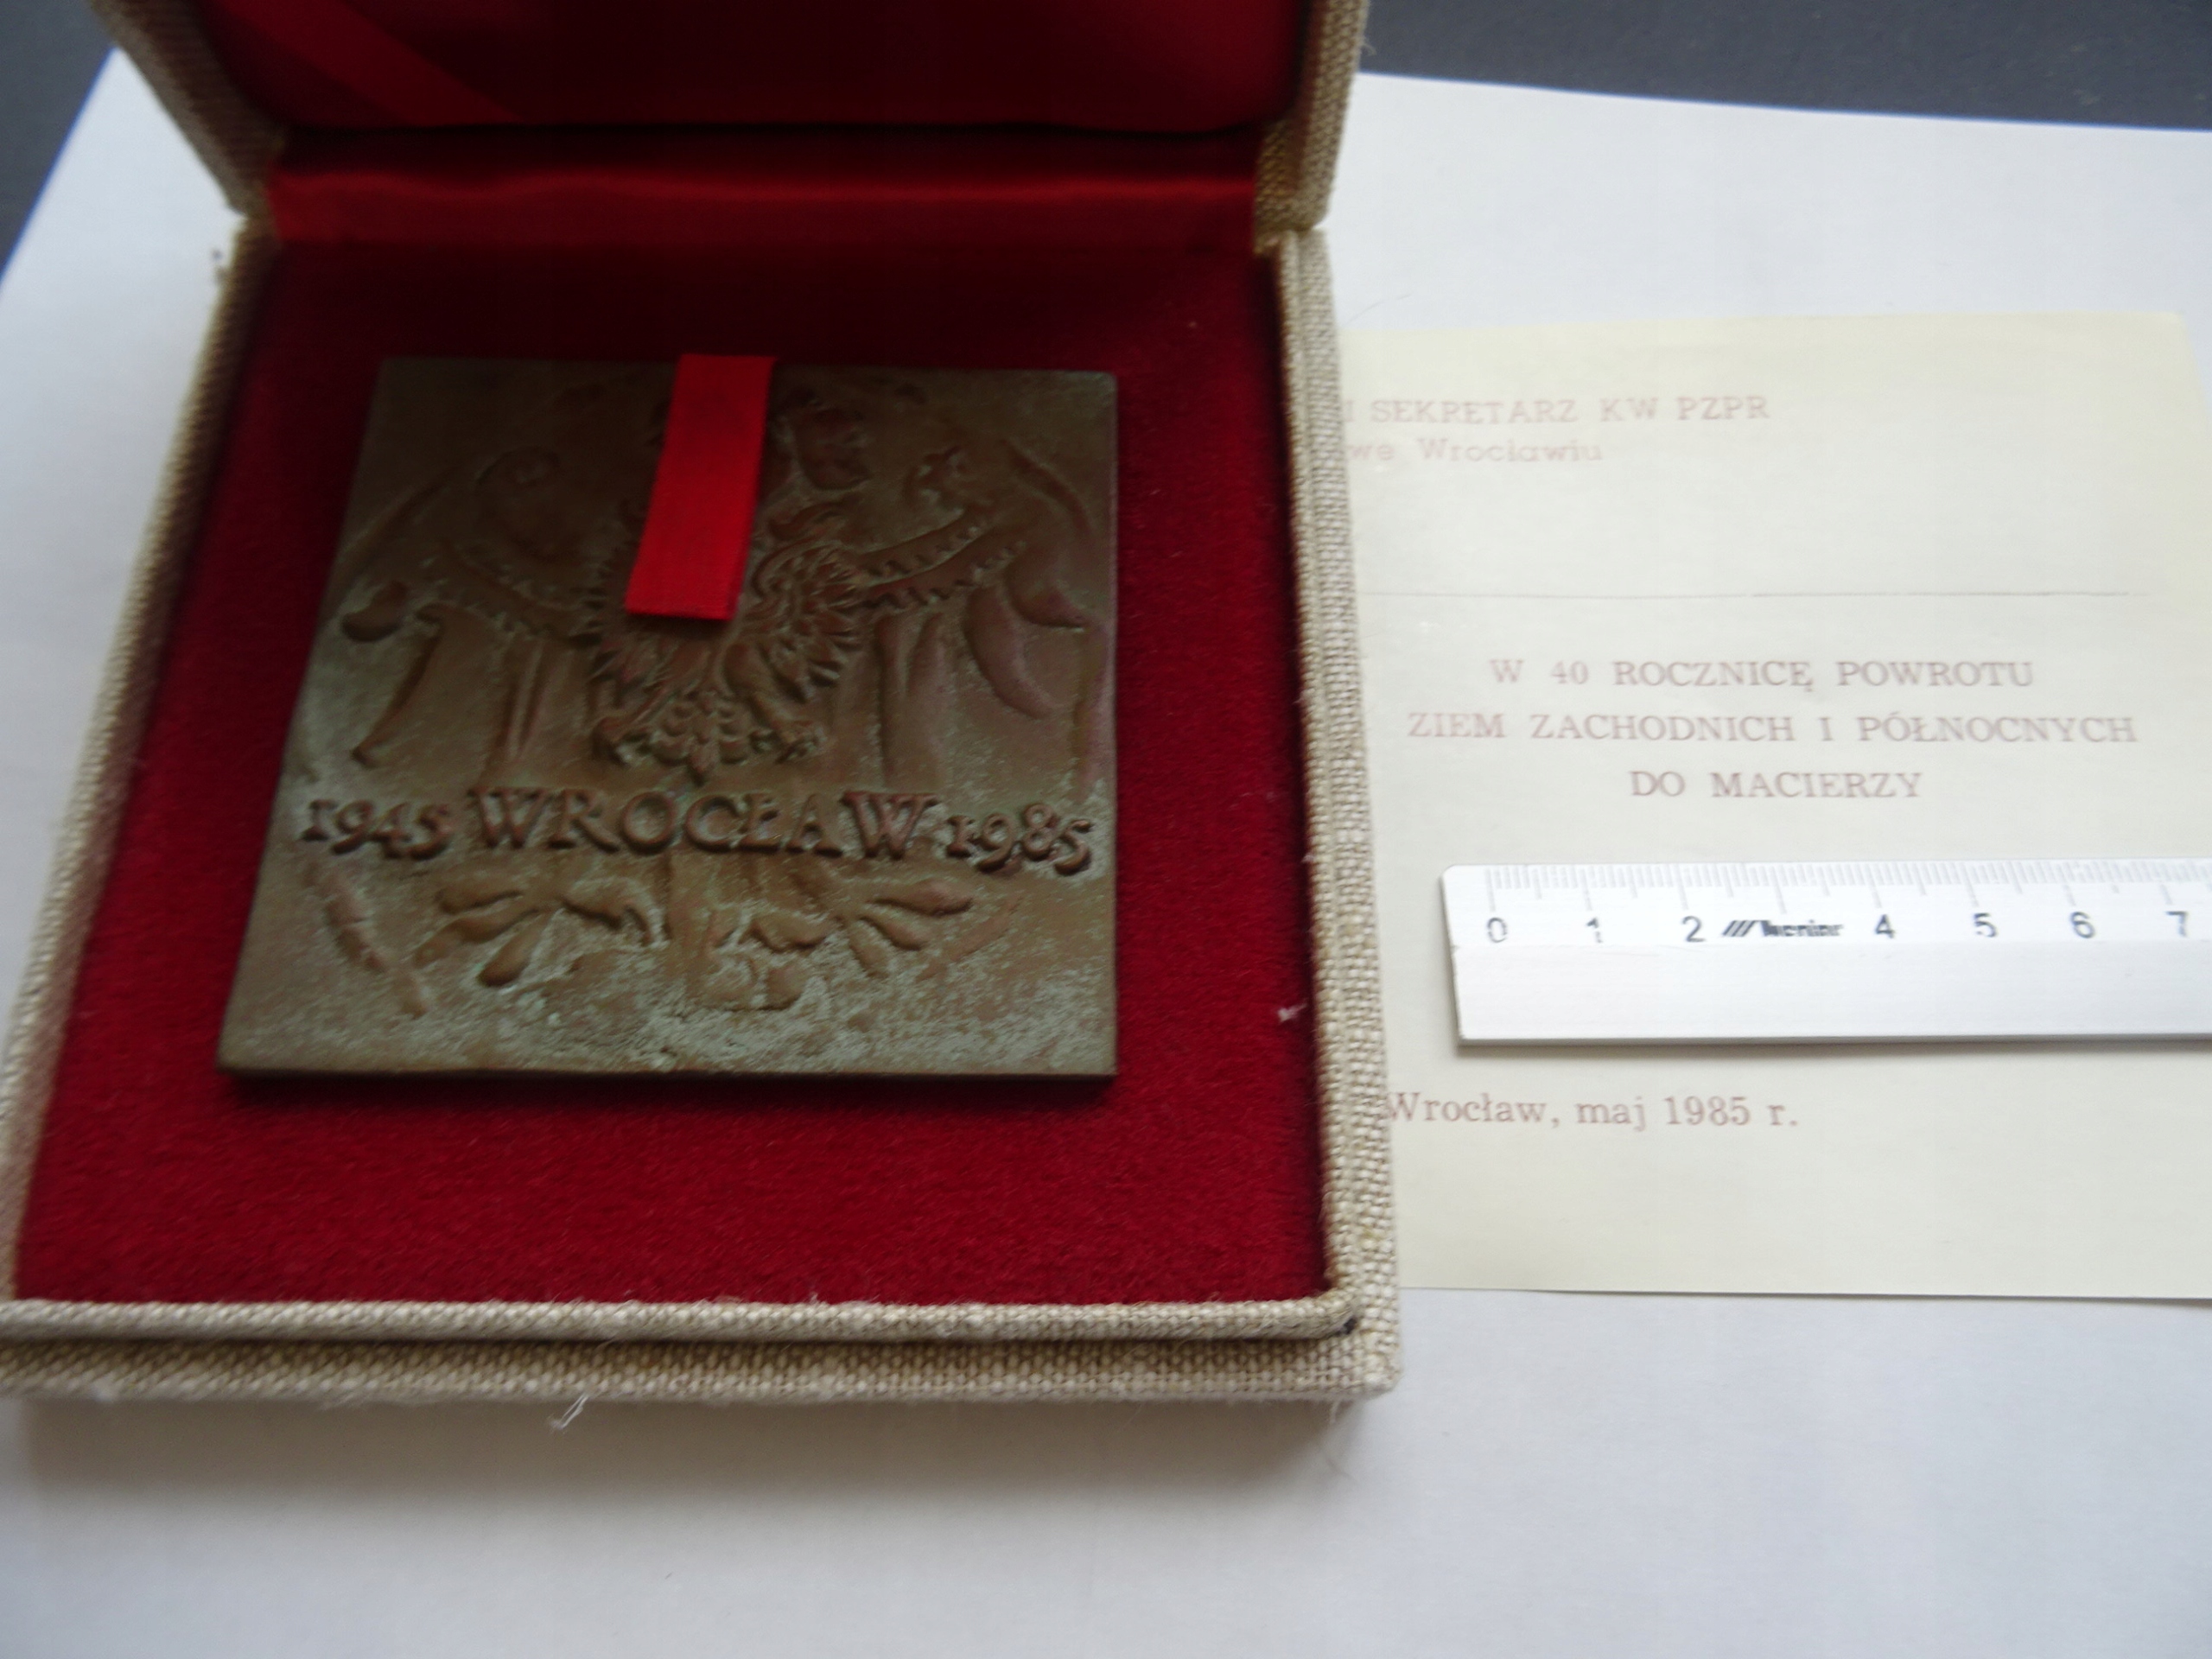 1945 WROCŁAW 1985
I SEKRETARZ KW PZPR
we Wrocławiu
W 40 ROCZNICĘ POWROTU
ZIEM ZACHODNICH I PÓŁNOCNYCH
DO MACIERZY
0 1 2 4 5 6 7
Wrocław, maj 1985 r.